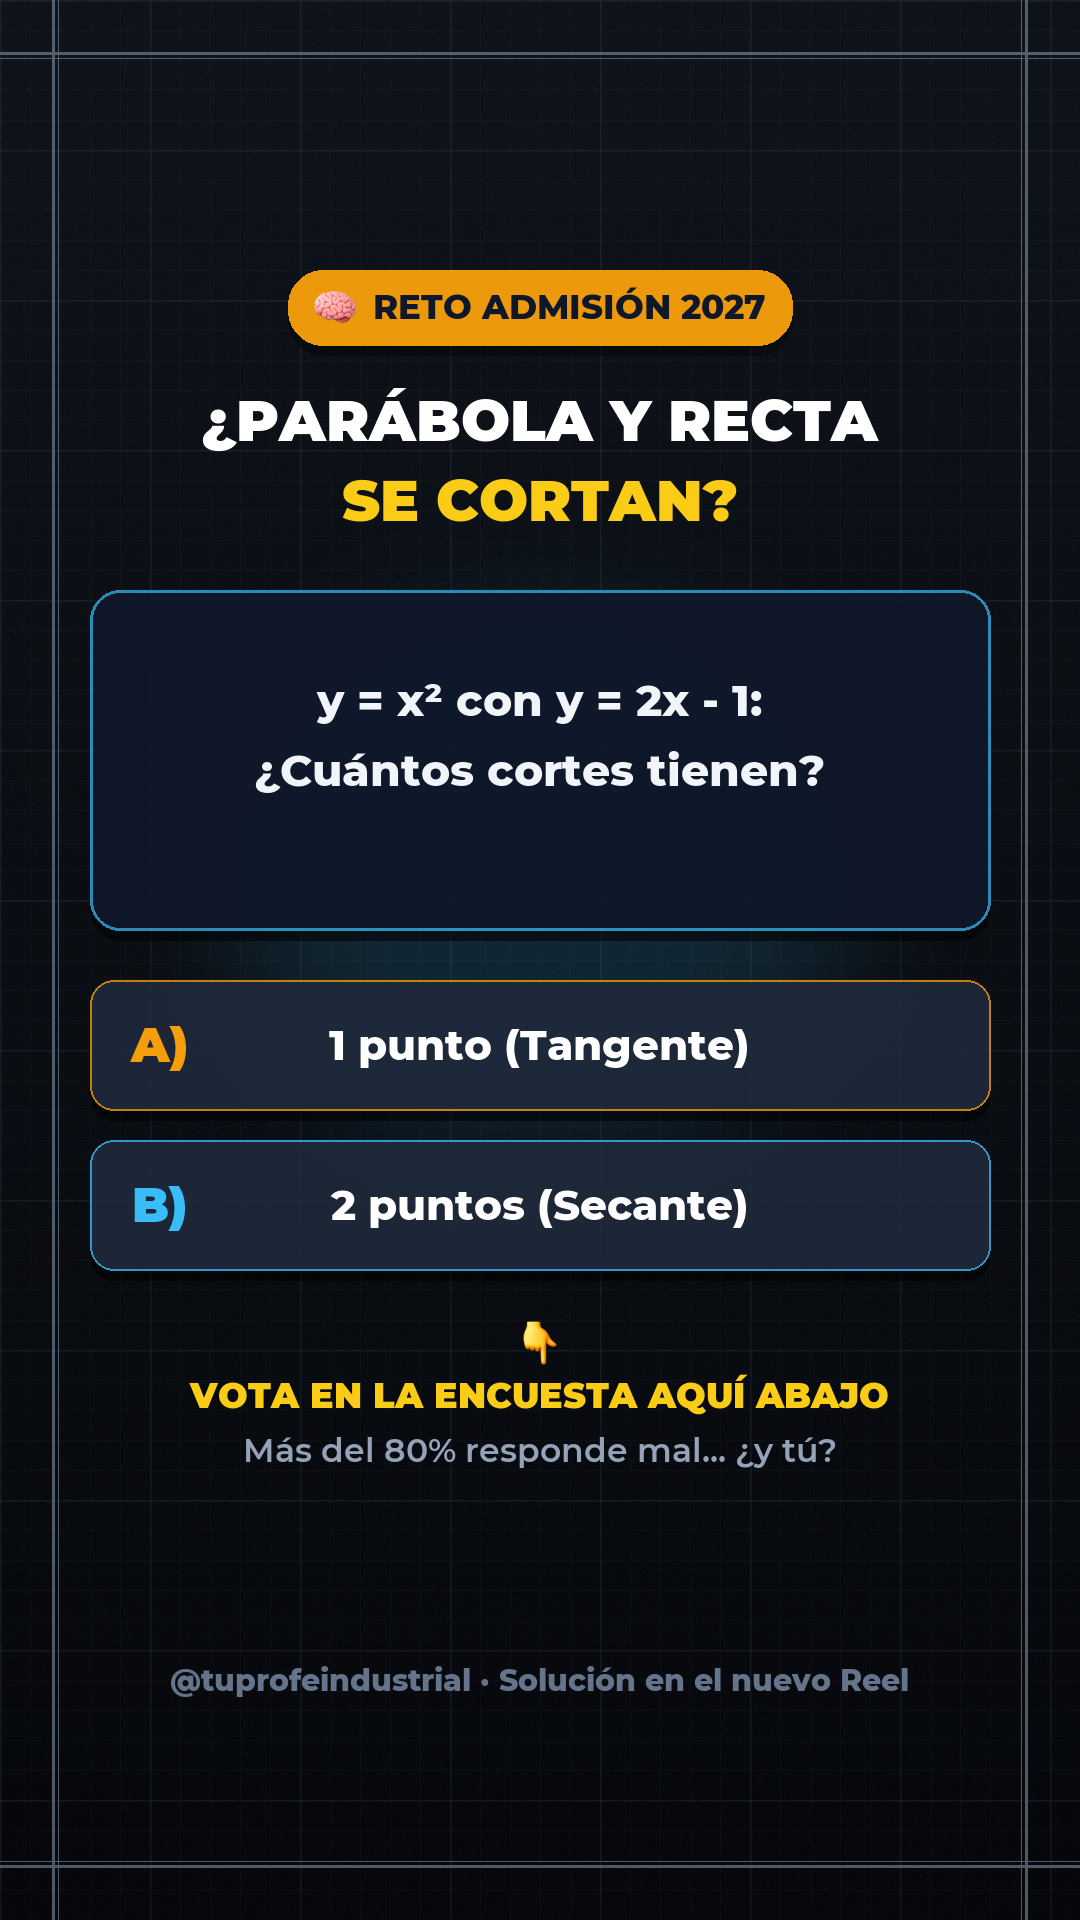 🧠 RETO ADMISIÓN 2027
¿PARÁBOLA Y RECTA
SE CORTAN?
y = x² con y = 2x - 1:
¿Cuántos cortes tienen?
A) 1 punto (Tangente)
B) 2 puntos (Secante)
👇
VOTA EN LA ENCUESTA AQUÍ ABAJO
Más del 80% responde mal... ¿y tú?
@tuprofeindustrial • Solución en el nuevo Reel